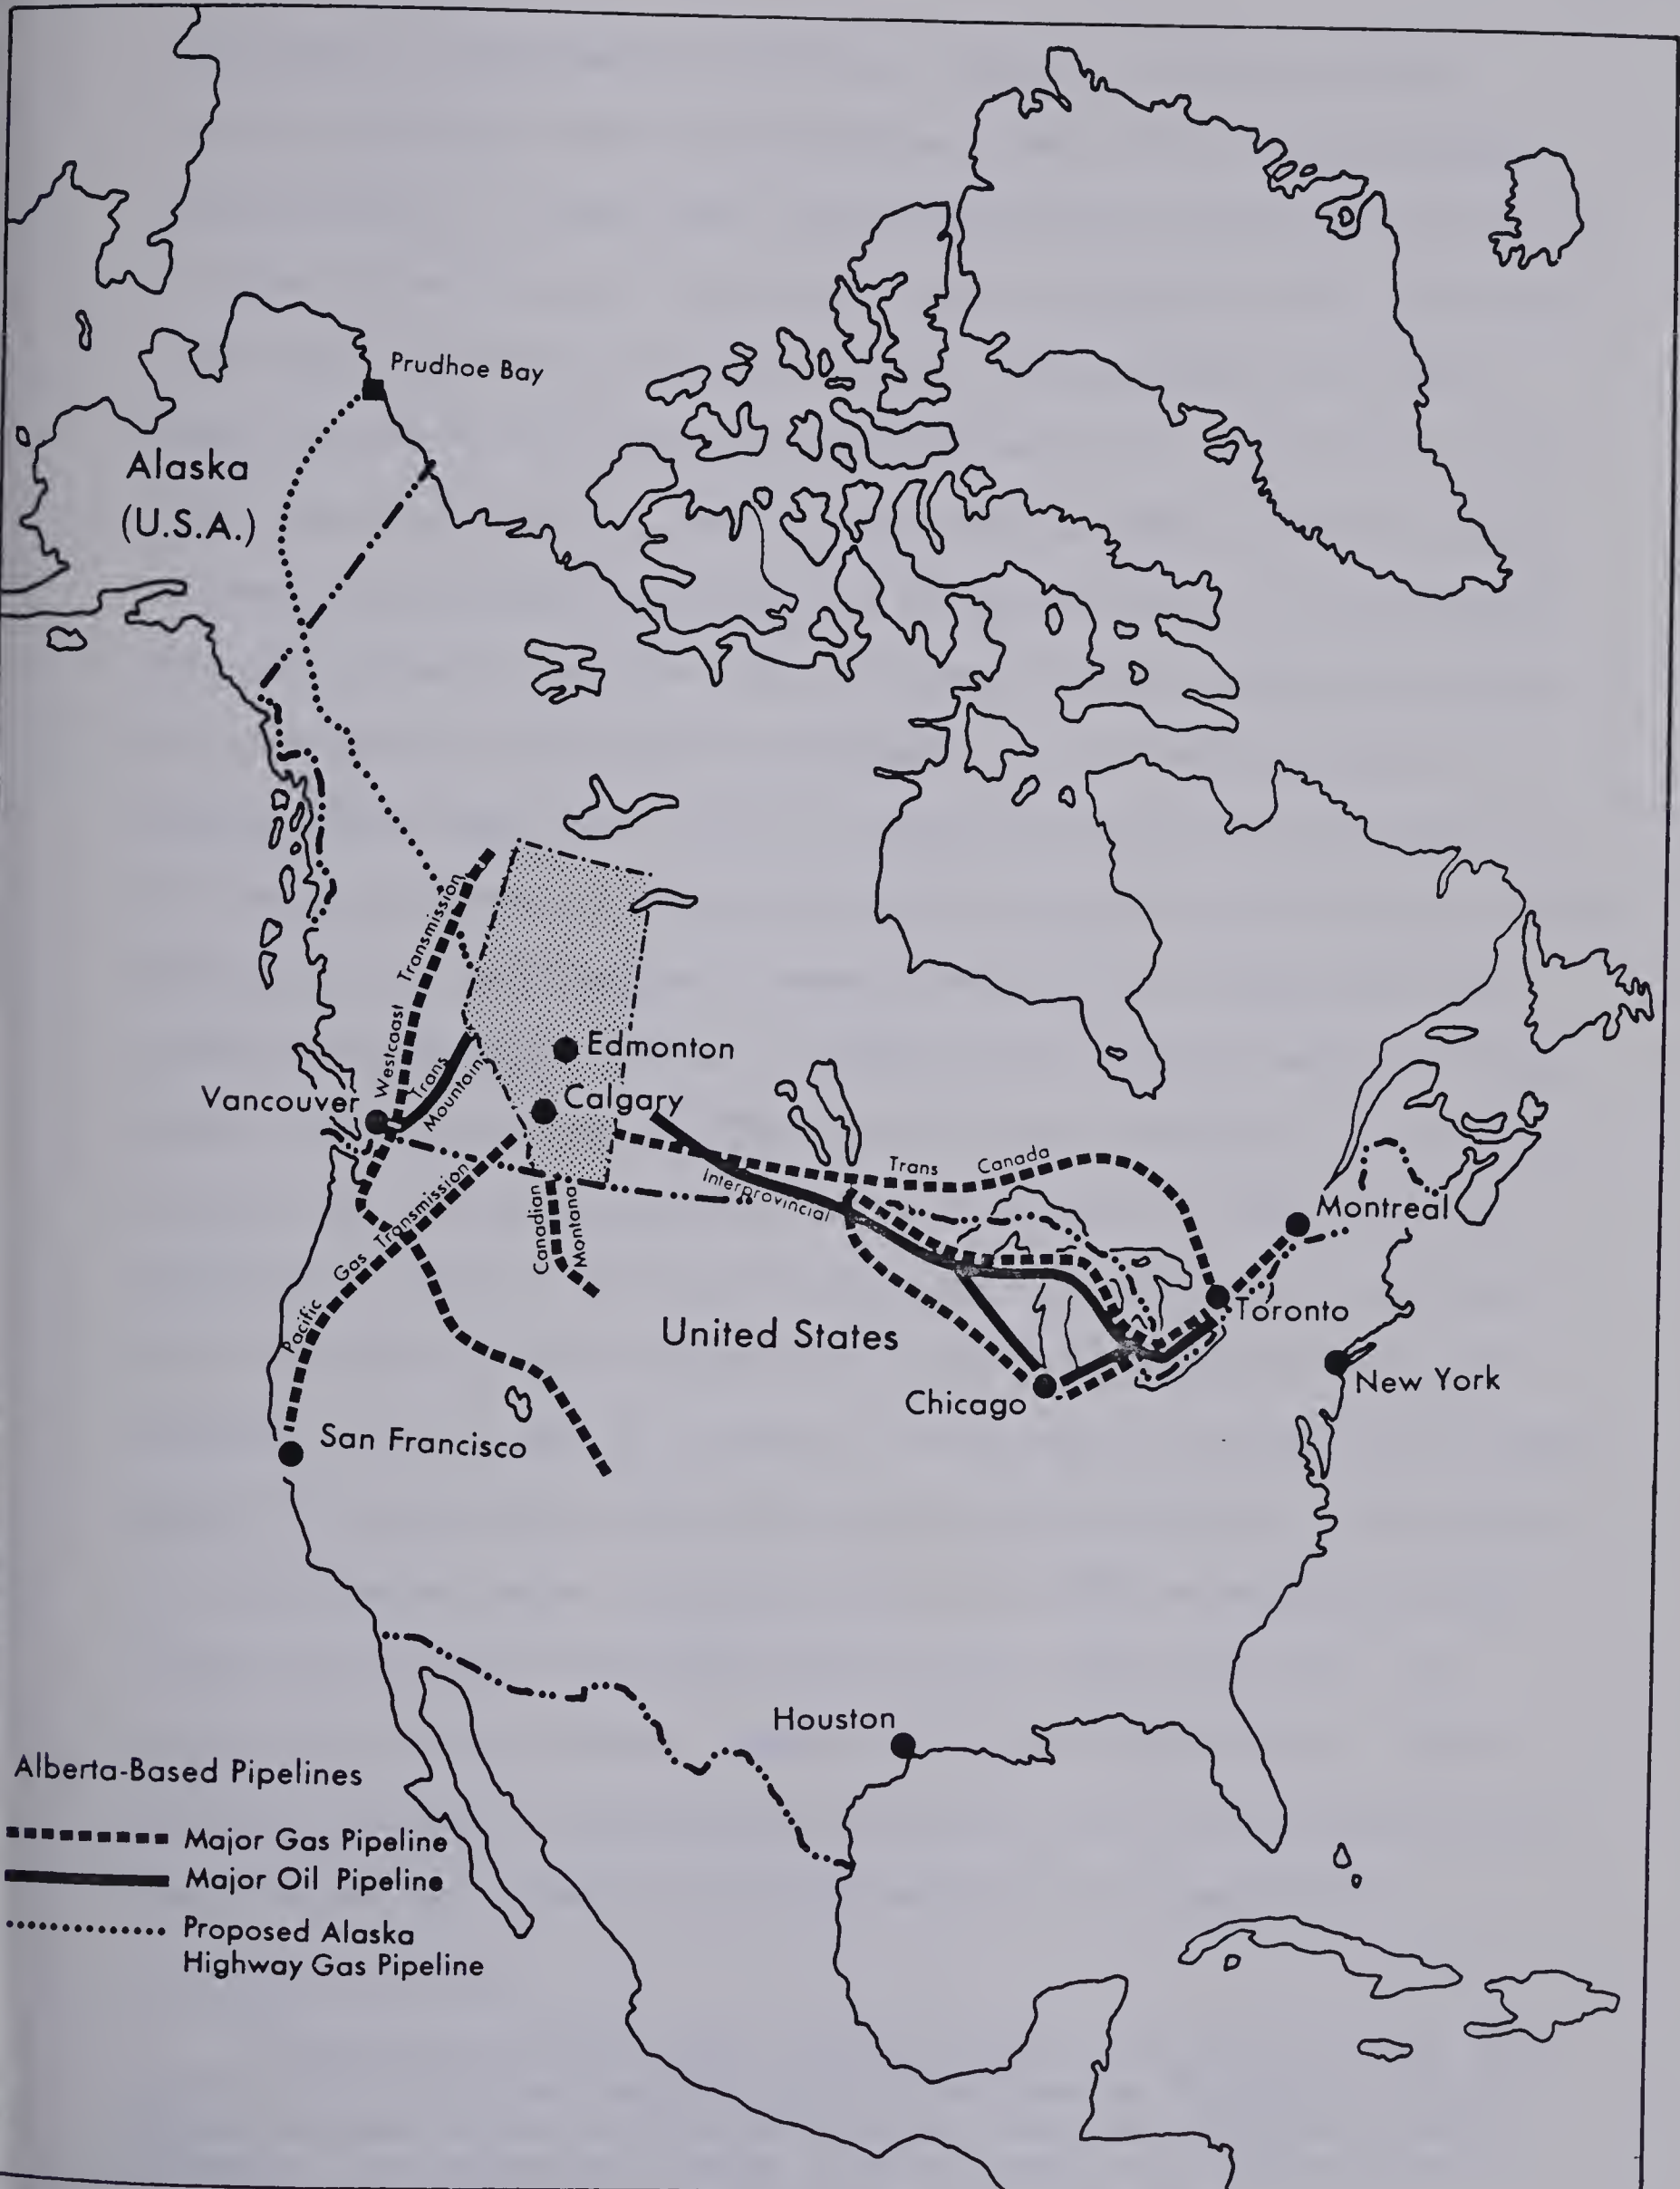 Prudhoe Bay
Alaska
(U.S.A.)
Westcoast Transmission
Edmonton
Trans
Mountain
Vancouver
Calgary
Trans Canada
Interprovincial
Canadian
Montana
Pacific Gas Transmission
Montreal
Toronto
United States
New York
Chicago
San Francisco
Houston
Alberta-Based Pipelines
Major Gas Pipeline
Major Oil Pipeline
Proposed Alaska
Highway Gas Pipeline